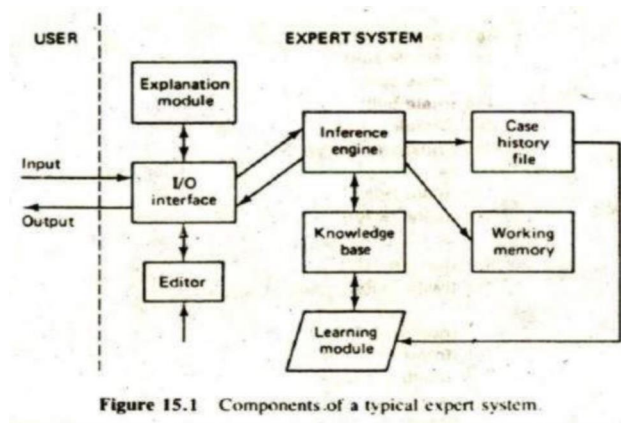 USER
EXPERT SYSTEM
Explanation
module
Input
I/O
interface
Output
Editor
Inference
engine
Case
history
file
Knowledge
base
Working
memory
Learning
module
Figure 15.1 Components of a typical expert system.